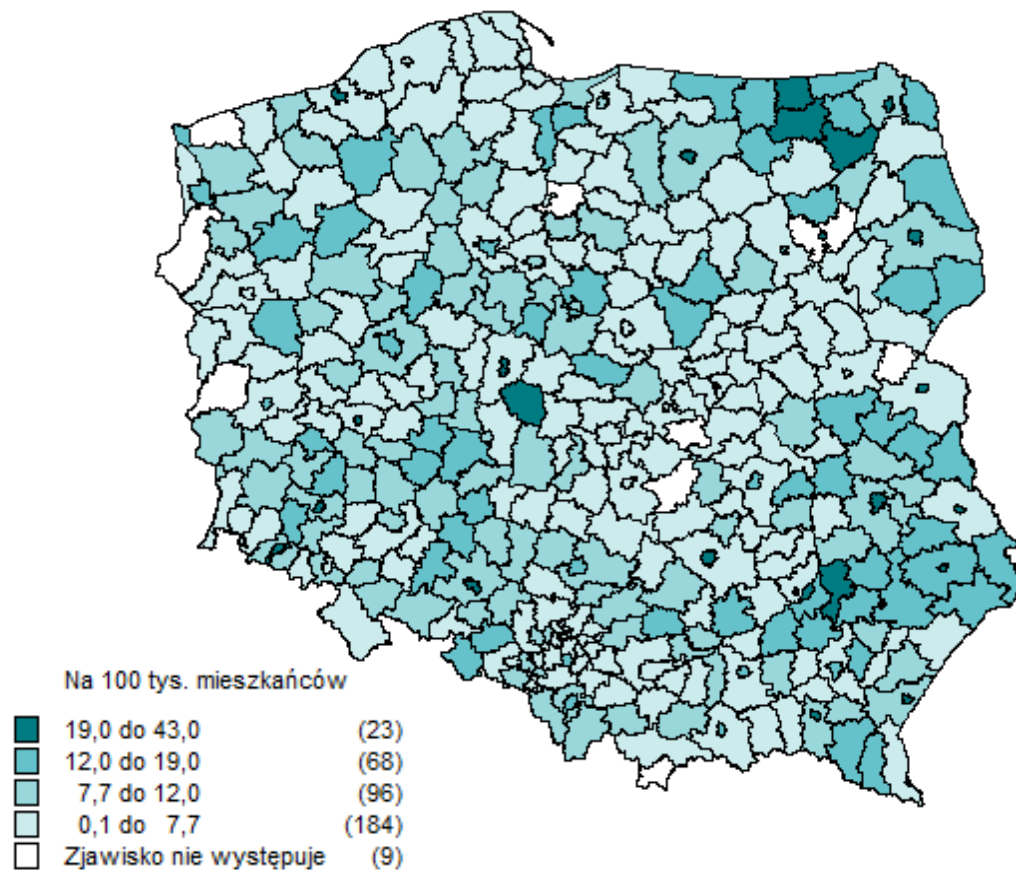 Na 100 tys. mieszkańców
19,0 do 43,0 (23)
12,0 do 19,0 (68)
7,7 do 12,0 (96)
0,1 do 7,7 (184)
Zjawisko nie występuje (9)